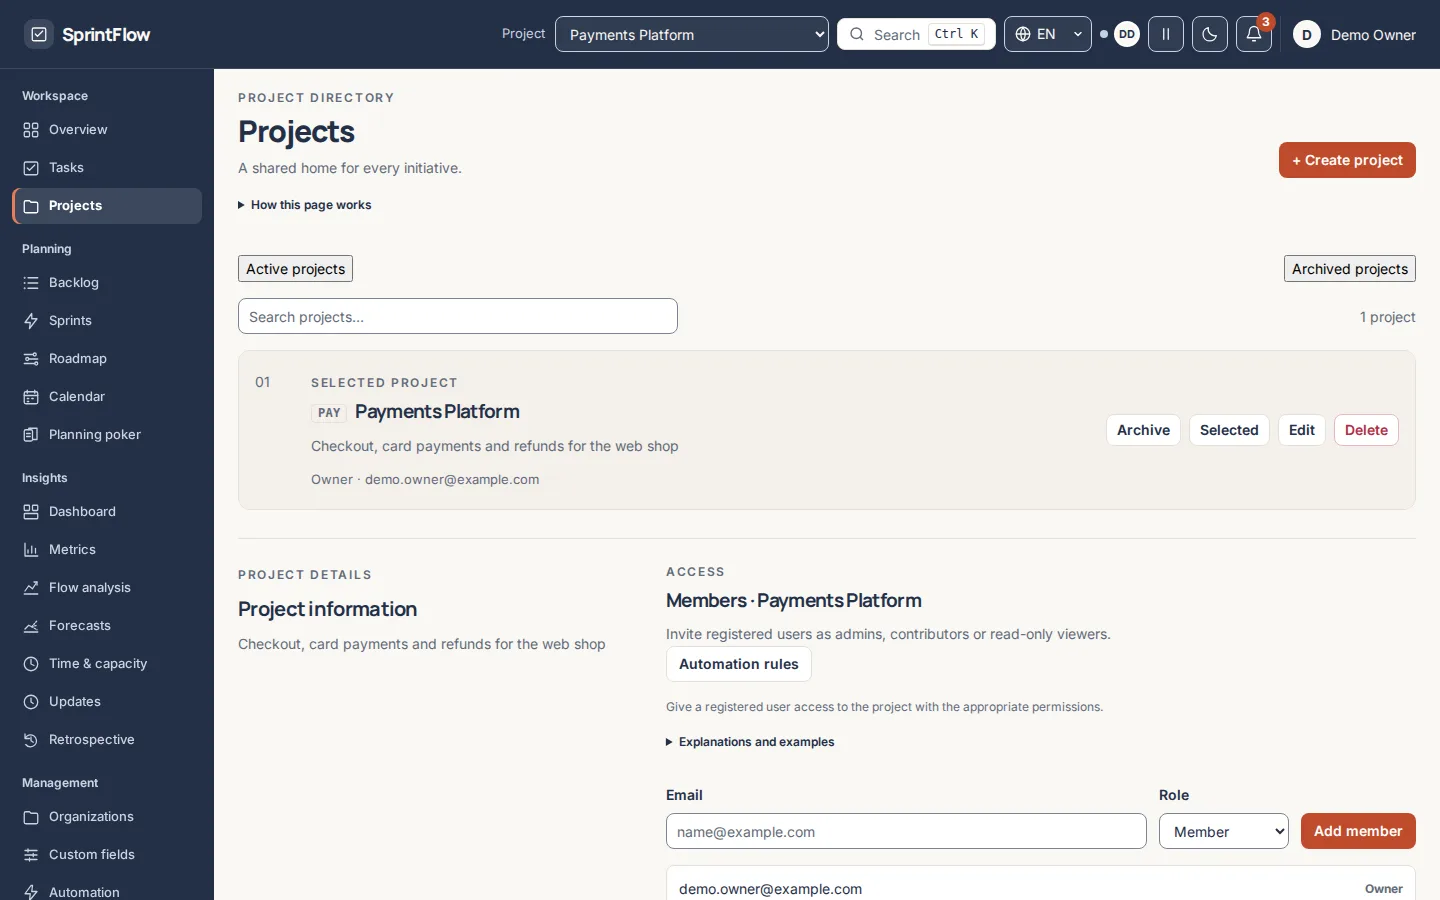 SprintFlow
Project
Payments Platform
Search Ctrl K
EN
DD
3
D
Demo Owner
Workspace
Overview
Tasks
Projects
Planning
Backlog
Sprints
Roadmap
Calendar
Planning poker
Insights
Dashboard
Metrics
Flow analysis
Forecasts
Time & capacity
Updates
Retrospective
Management
Organizations
Custom fields
Automation
PROJECT DIRECTORY
Projects
A shared home for every initiative.
+ Create project
How this page works
Active projects
Archived projects
Search projects...
1 project
01
SELECTED PROJECT
PAY Payments Platform
Checkout, card payments and refunds for the web shop
Owner · demo.owner@example.com
Archive
Selected
Edit
Delete
PROJECT DETAILS
Project information
Checkout, card payments and refunds for the web shop
ACCESS
Members · Payments Platform
Invite registered users as admins, contributors or read-only viewers.
Automation rules
Give a registered user access to the project with the appropriate permissions.
Explanations and examples
Email
Role
name@example.com
Member
Add member
demo.owner@example.com
Owner